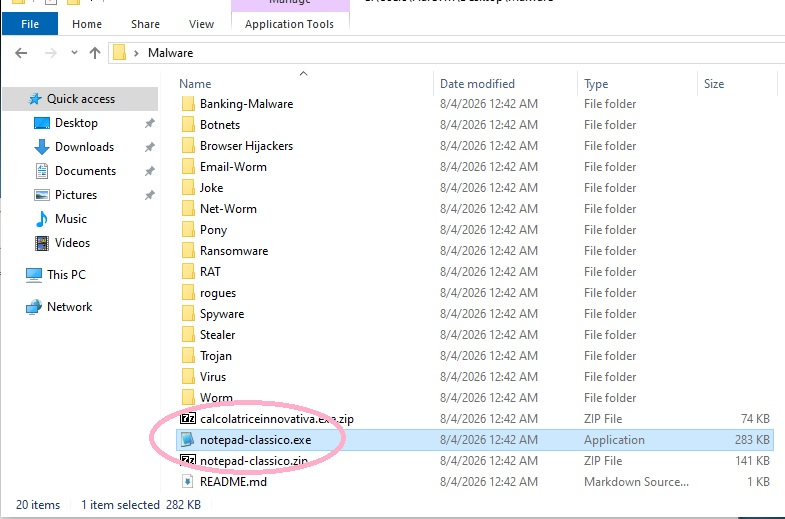 Manage
File Home Share View Application Tools
Malware
Name Date modified Type Size
Quick access
Desktop
Downloads
Documents
Pictures
Music
Videos
This PC
Network
Banking-Malware 8/4/2026 12:42 AM File folder
Botnets 8/4/2026 12:42 AM File folder
Browser Hijackers 8/4/2026 12:42 AM File folder
Email-Worm 8/4/2026 12:42 AM File folder
Joke 8/4/2026 12:42 AM File folder
Net-Worm 8/4/2026 12:42 AM File folder
Pony 8/4/2026 12:42 AM File folder
Ransomware 8/4/2026 12:42 AM File folder
RAT 8/4/2026 12:42 AM File folder
rogues 8/4/2026 12:42 AM File folder
Spyware 8/4/2026 12:42 AM File folder
Stealer 8/4/2026 12:42 AM File folder
Trojan 8/4/2026 12:42 AM File folder
Virus 8/4/2026 12:42 AM File folder
Worm 8/4/2026 12:42 AM File folder
calcolatriceinnovativa.exe.zip 8/4/2026 12:42 AM ZIP File 74 KB
notepad-classico.exe 8/4/2026 12:42 AM Application 283 KB
notepad-classico.zip 8/4/2026 12:42 AM ZIP File 141 KB
README.md 8/4/2026 12:42 AM Markdown Source... 1 KB
20 items 1 item selected 282 KB